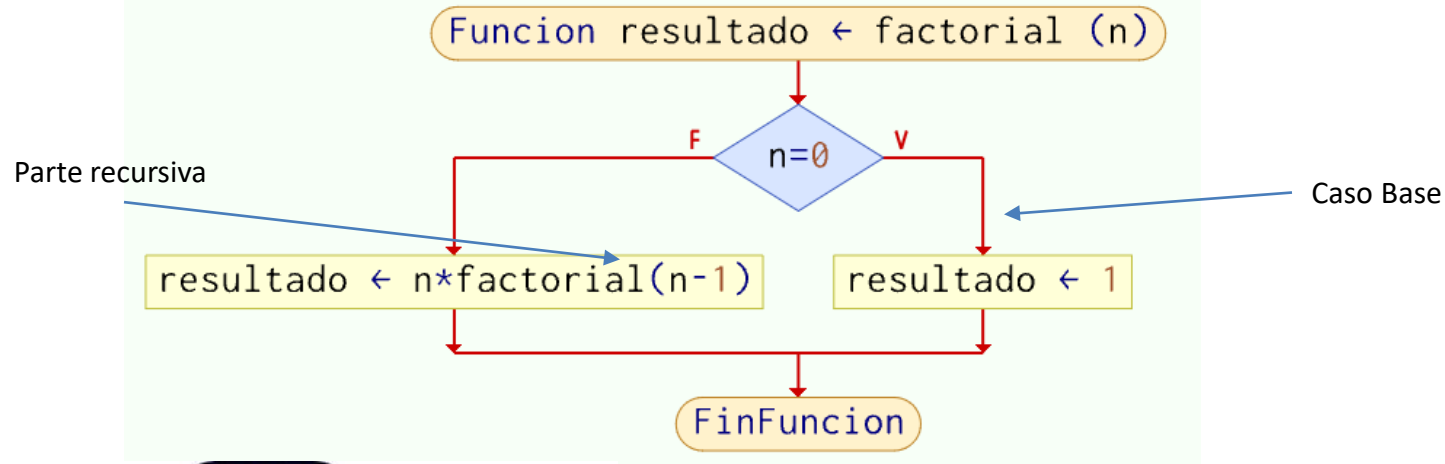 Funcion resultado ← factorial (n)
F
V
n=0
Parte recursiva
Caso Base
resultado ← n*factorial(n-1)
resultado ← 1
FinFuncion